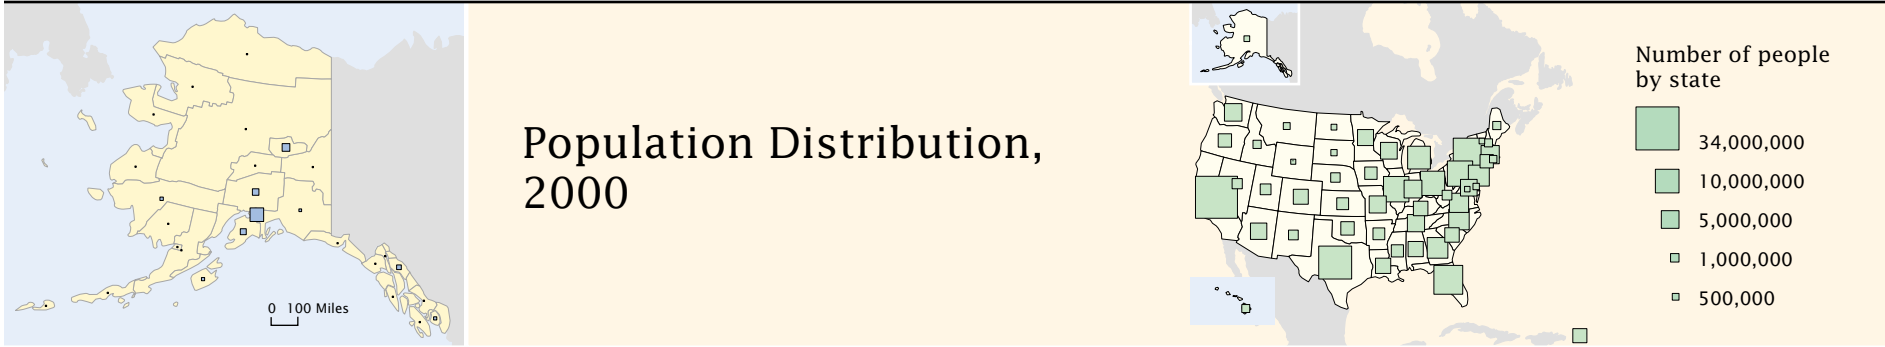 0 100 Miles
Population Distribution,
2000
Number of people
by state
34,000,000
10,000,000
5,000,000
1,000,000
500,000